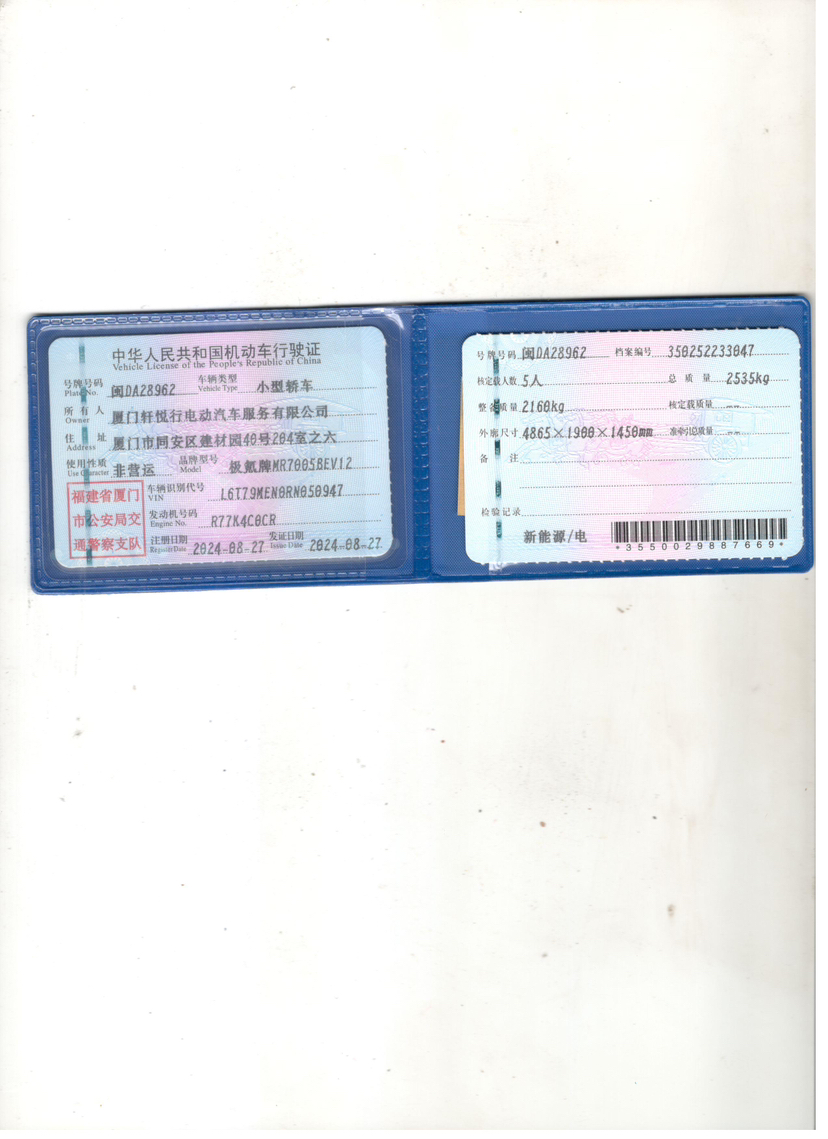 中华人民共和国机动车行驶证
Vehicle License of the People's Republic of China
号牌号码 闽DA28962 车辆类型 小型轿车
Plate No. Vehicle Type
所有人 厦门轩悦行电动汽车服务有限公司
Owner
住址 厦门市同安区建材园40号204室之六
Address
使用性质 非营运 品牌型号 极氪牌MR7005BEV12
Use Character Model
福建省厦门
市公安局交
通警察支队
车辆识别代号 L6T79MEN0RN050947
VIN
发动机号码 R77K4C0CR
Engine No.
注册日期 2024-08-27 发证日期 2024-08-27
Register Date Issue Date
号牌号码 闽DA28962 档案编号 350252233047
核定载人数 5人 总质量 2535kg
整备质量 2160kg 核定载质量 --
外廓尺寸 4865×1900×1450mm 准牵引总质量 --
备注
检验记录
新能源/电
*3550029887669*